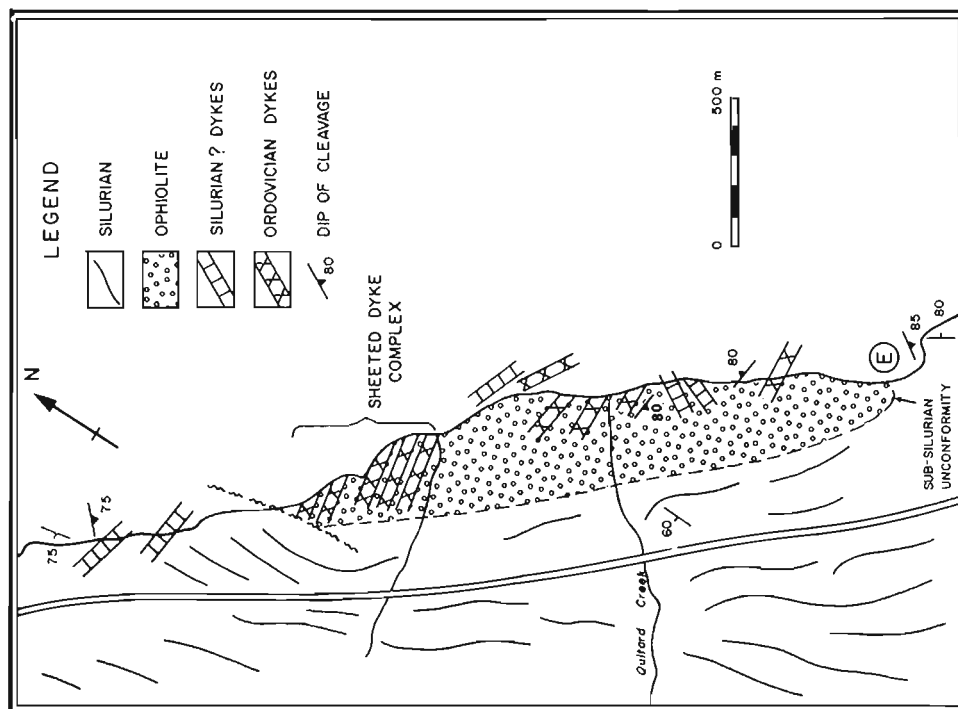 LEGEND
SILURIAN
OPHIOLITE
SILURIAN ? DYKES
ORDOVICIAN DYKES
80
DIP OF CLEAVAGE
N
SHEETED DYKE
COMPLEX
500 m
0
75
75
80
80
60
E
85
80
SUB-SILURIAN
UNCONFORMITY
Quitard Creek